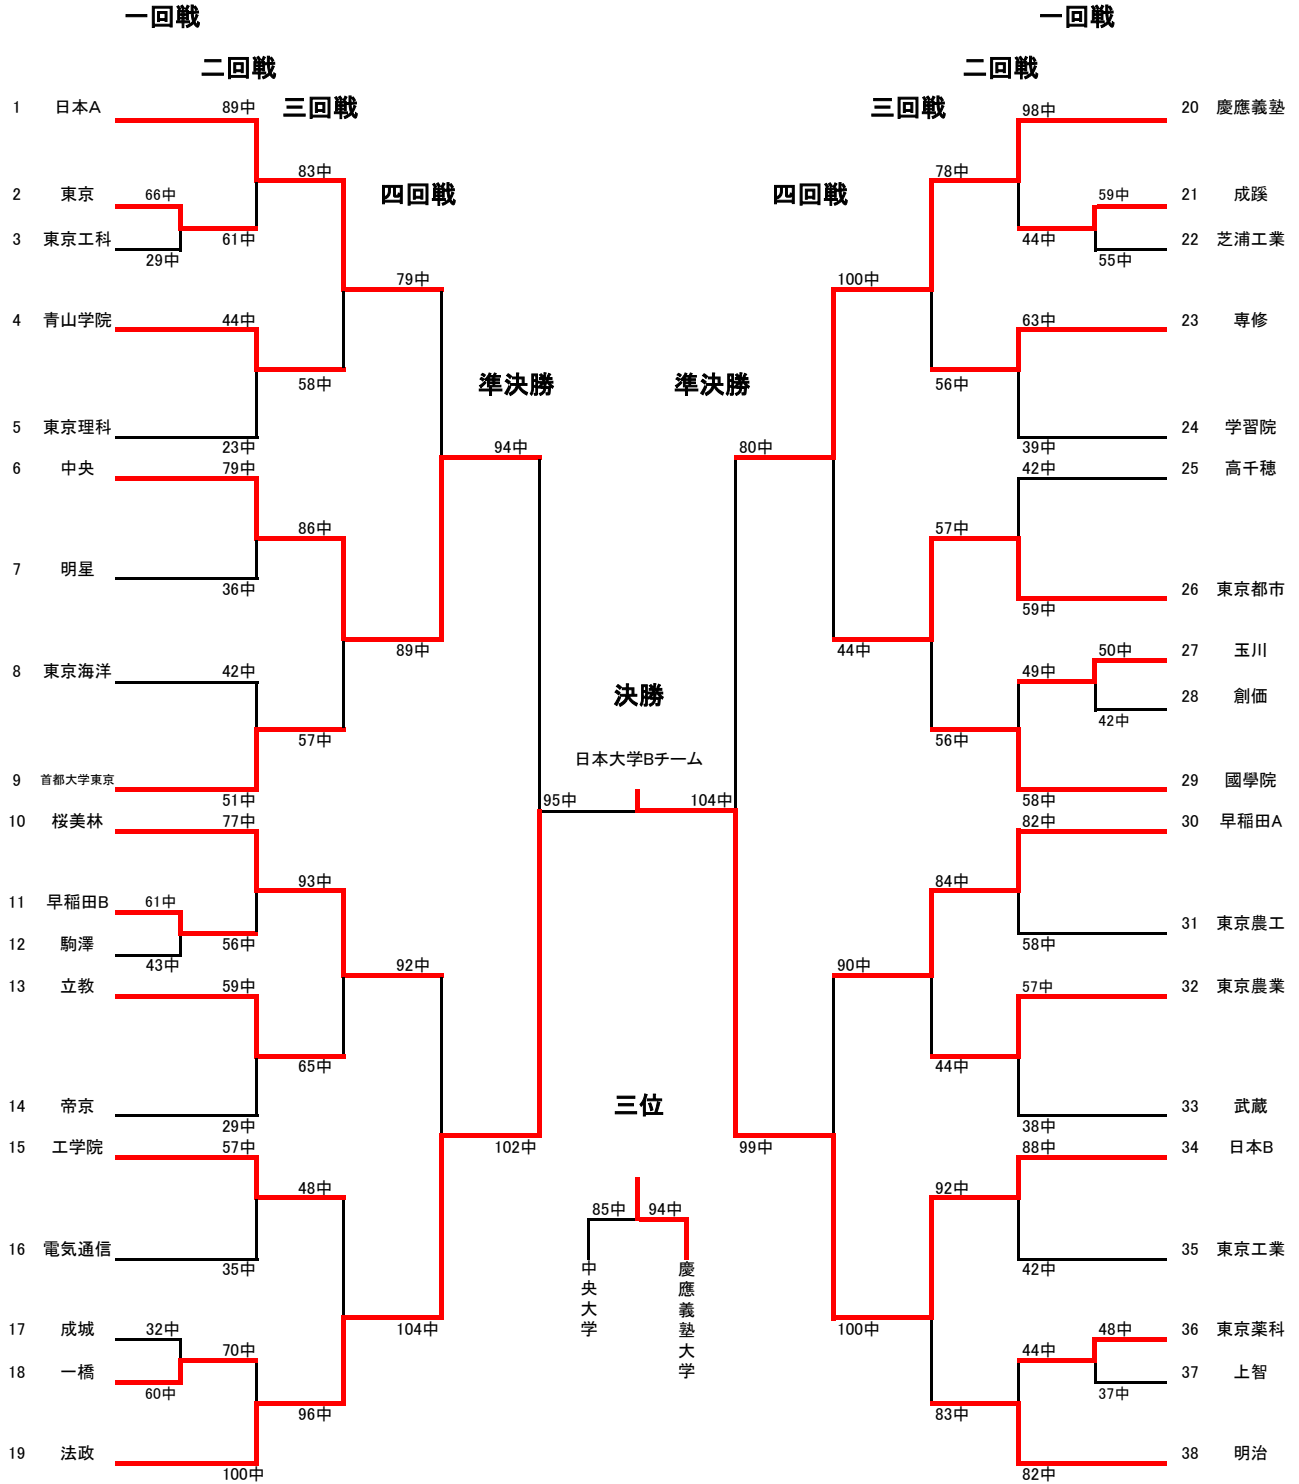 一回戦
一回戦
二回戦
二回戦
三回戦
三回戦
四回戦
四回戦
準決勝
準決勝
決勝
日本大学Bチーム
95中
104中
三位
85中
94中
中央大学
慶應義塾大学
1 日本A 89中
83中
2 東京 66中
61中
3 東京工科 29中
79中
4 青山学院 44中
58中
5 東京理科 23中
94中
6 中央 79中
86中
7 明星 36中
89中
8 東京海洋 42中
57中
9 首都大学東京 51中
10 桜美林 77中
93中
11 早稲田B 61中
56中
12 駒澤 43中
92中
13 立教 59中
65中
14 帝京 29中
102中
15 工学院 57中
48中
16 電気通信 35中
104中
17 成城 32中
70中
18 一橋 60中
96中
19 法政 100中
98中 20 慶應義塾
78中
59中 21 成蹊
44中
55中 22 芝浦工業
100中
63中 23 専修
56中
39中 24 学習院
80中
42中 25 高千穂
57中
59中 26 東京都市
44中
50中 27 玉川
49中
42中 28 創価
56中
58中 29 國學院
82中 30 早稲田A
84中
58中 31 東京農工
90中
57中 32 東京農業
44中
38中 33 武蔵
99中
88中 34 日本B
92中
42中 35 東京工業
100中
48中 36 東京薬科
44中
37中 37 上智
83中
82中 38 明治